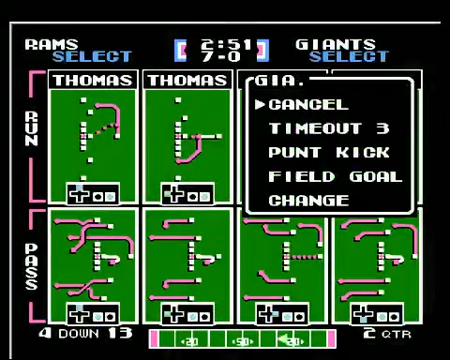 RAMS 2:51 GIANTS
SELECT 7-0 SELECT
THOMAS THOMAS
GIA.
CANCEL
TIMEOUT 3
PUNT KICK
FIELD GOAL
CHANGE
RUN
PASS
4 DOWN 13
20 50 20
2 QTR